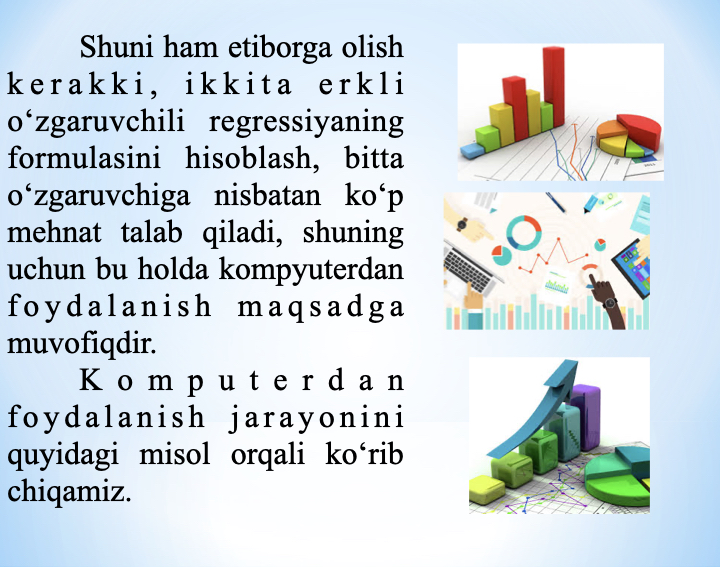 Shuni ham etiborga olish
kerakki, ikkita erkli
o‘zgaruvchili regressiyaning
formulasini hisoblash, bitta
o‘zgaruvchiga nisbatan ko‘p
mehnat talab qiladi, shuning
uchun bu holda kompyuterdan
foydalanish maqsadga
muvofiqdir.
Komputerdan
foydalanish jarayonini
quyidagi misol orqali ko‘rib
chiqamiz.